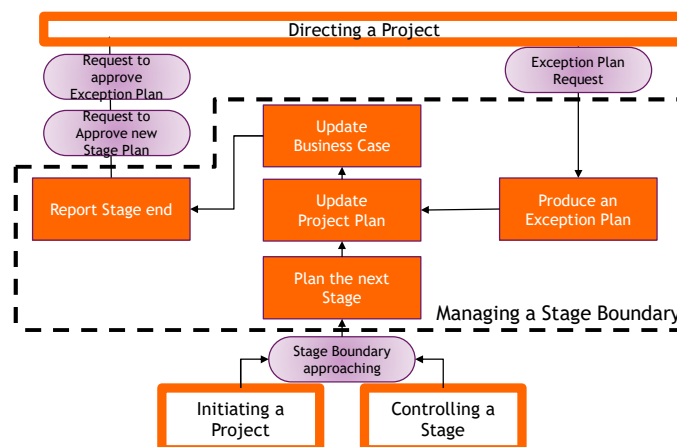 Directing a Project
Request to
approve
Exception Plan
Exception Plan
Request
Request to
Approve new
Stage Plan
Update
Business Case
Report Stage end
Update
Project Plan
Produce an
Exception Plan
Plan the next
Stage
Managing a Stage Boundary
Stage Boundary
approaching
Initiating a
Project
Controlling a
Stage